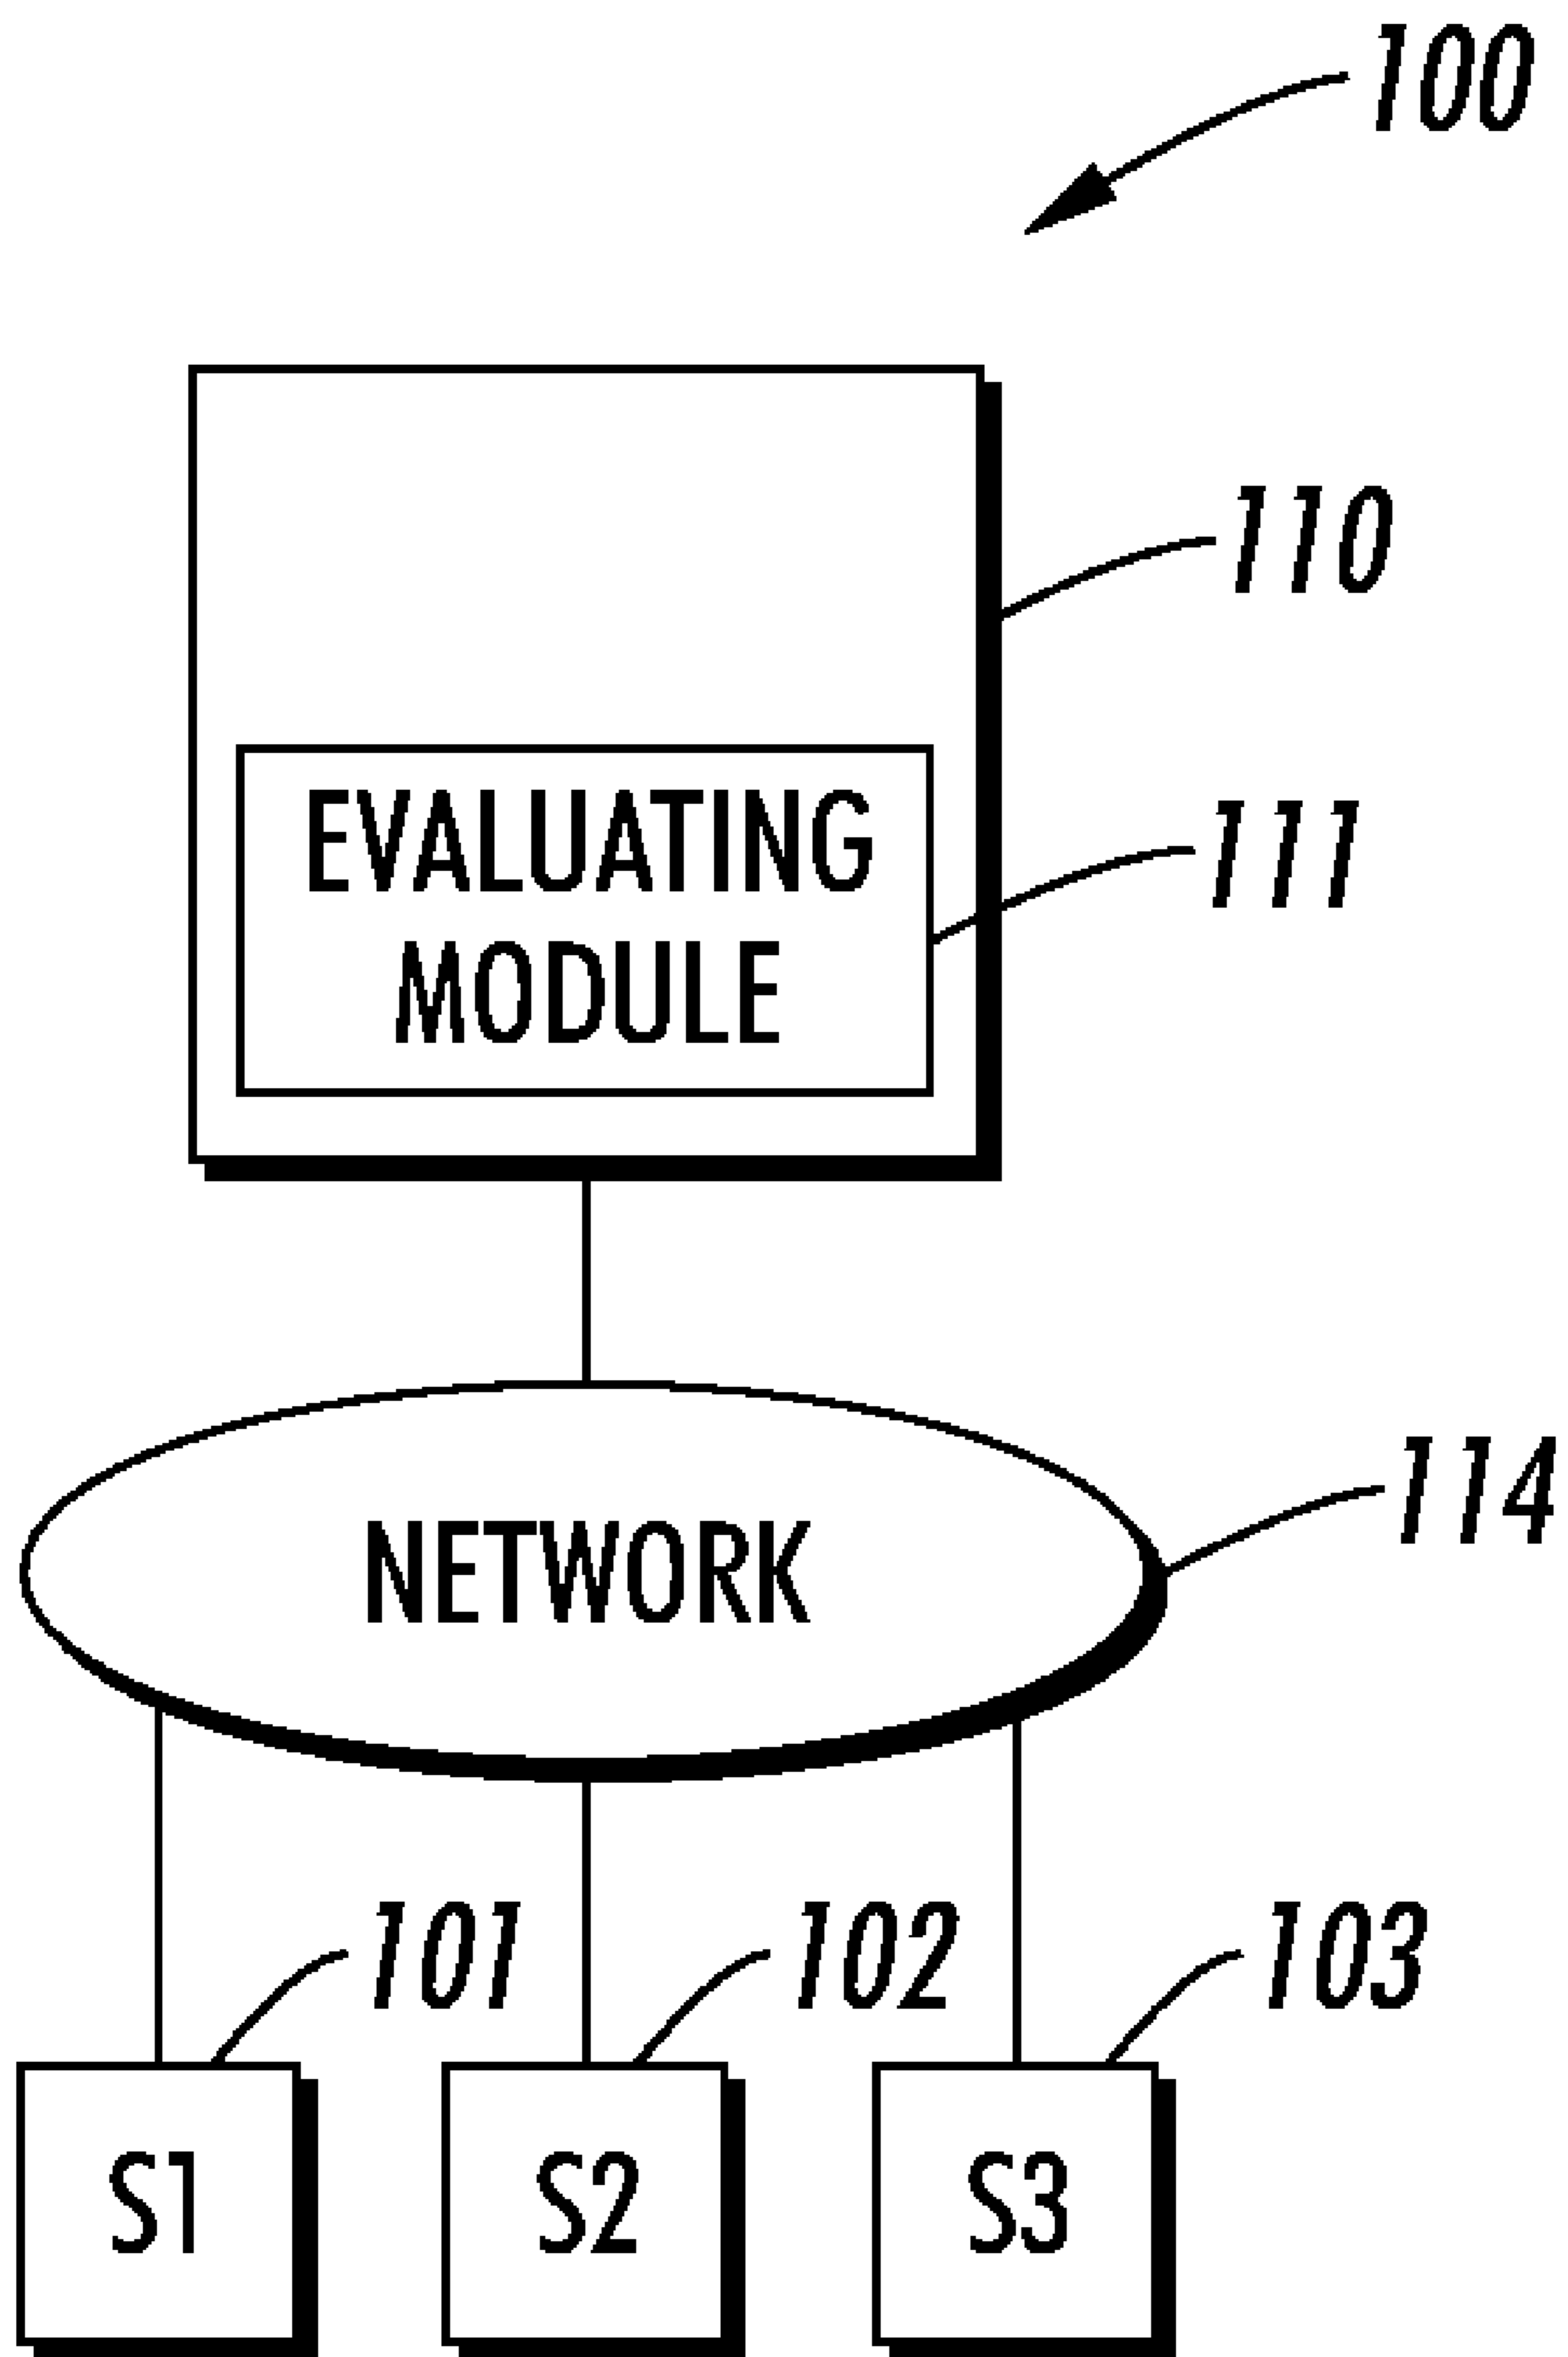 100
110
EVALUATING
MODULE
111
NETWORK
114
101
102
103
S1
S2
S3